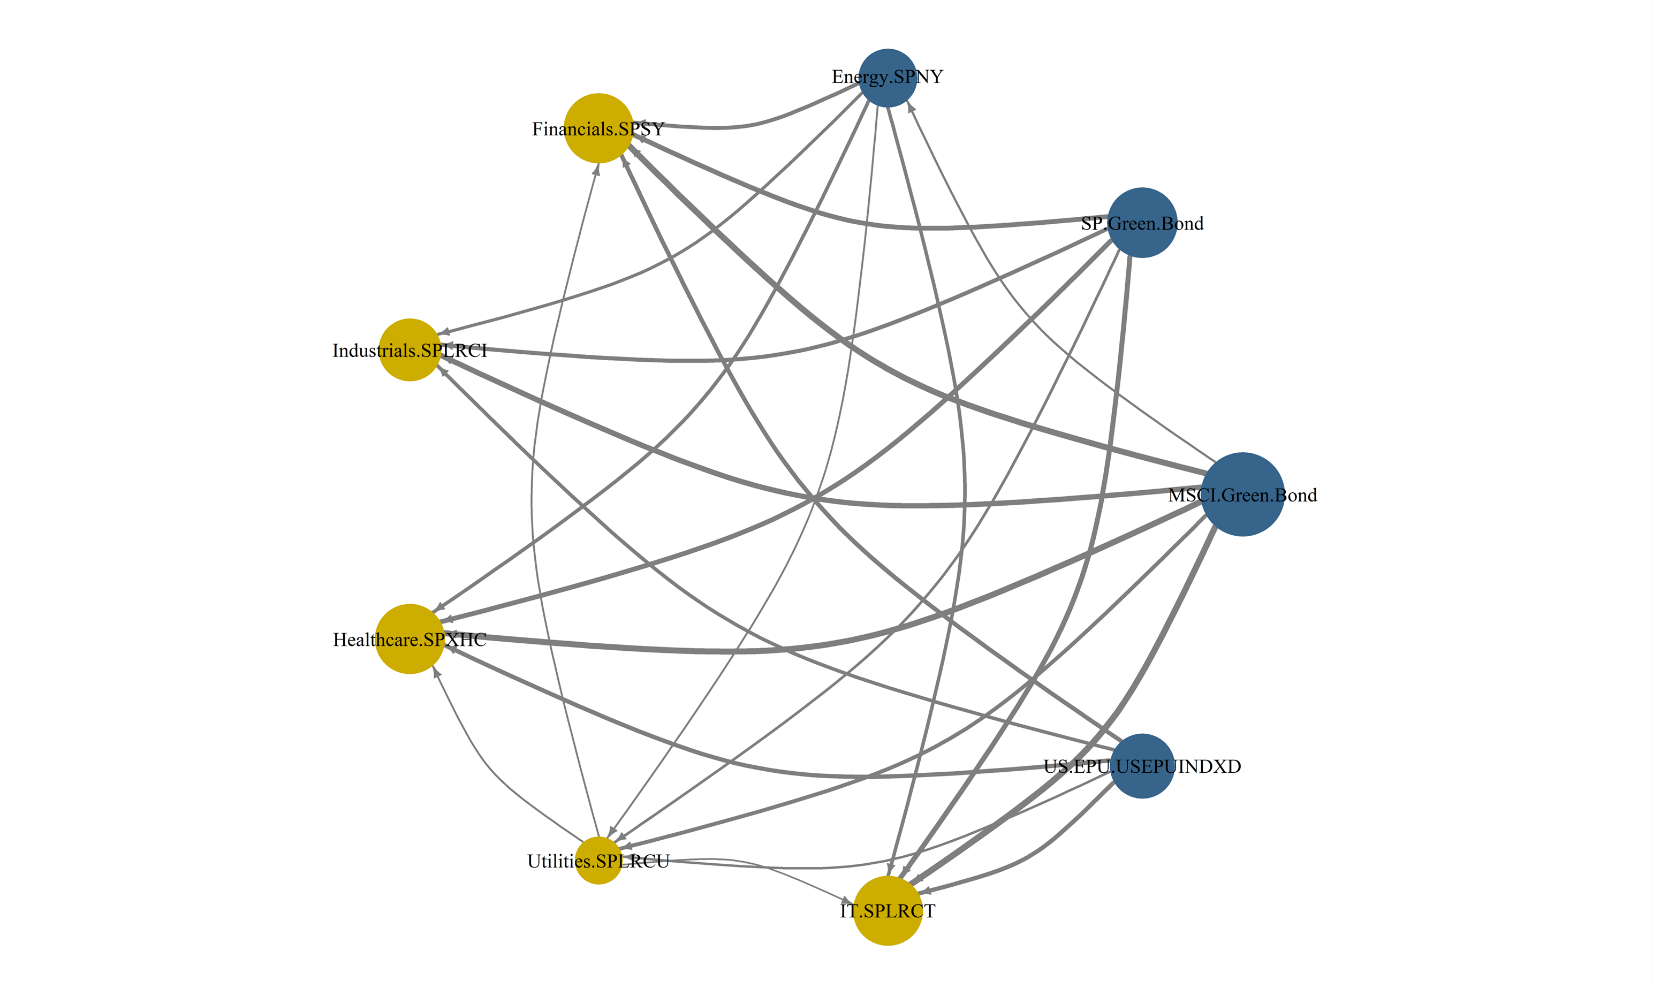 Energy.SPNY
Financials.SPSY
SP.Green.Bond
Industrials.SPLRCI
MSCI.Green.Bond
Healthcare.SPXHC
US.EPU.USEPUINDXD
Utilities.SPLRCU
IT.SPLRCT